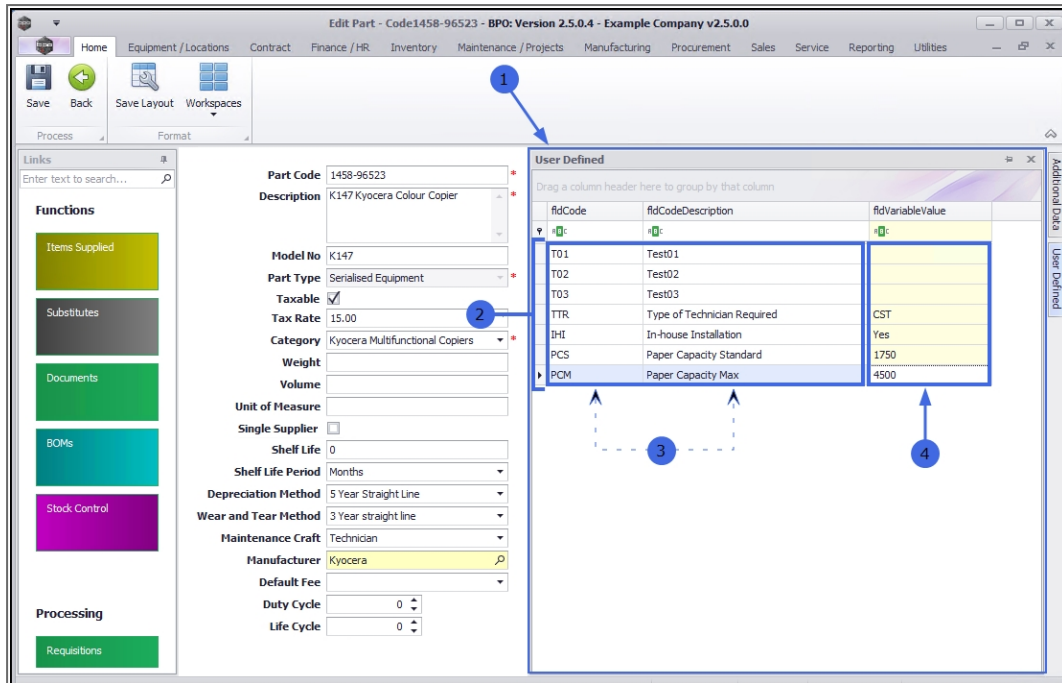 Edit Part - Code1458-96523 - BPO: Version 2.5.0.4 - Example Company v2.5.0.0
Home Equipment / Locations Contract Finance / HR Inventory Maintenance / Projects Manufacturing Procurement Sales Service Reporting Utilities
Save Back Save Layout Workspaces
Process Format
1
Links
Enter text to search...
Functions
Items Supplied
Substitutes
Documents
BOMs
Stock Control
Processing
Requisitions
Part Code 1458-96523 *
Description K147 Kyocera Colour Copier *
Model No K147
Part Type Serialised Equipment *
Taxable
Tax Rate 15.00
Category Kyocera Multifunctional Copiers *
Weight
Volume
Unit of Measure
Single Supplier
Shelf Life 0
Shelf Life Period Months
Depreciation Method 5 Year Straight Line
Wear and Tear Method 3 Year straight line
Maintenance Craft Technician
Manufacturer Kyocera
Default Fee
Duty Cycle 0
Life Cycle 0
User Defined
Drag a column header here to group by that column
fldCode fldCodeDescription fldVariableValue
T01 Test01
T02 Test02
T03 Test03
TTR Type of Technician Required CST
IHI In-house Installation Yes
PCS Paper Capacity Standard 1750
PCM Paper Capacity Max 4500
2
3
4
Additional Data
User Defined